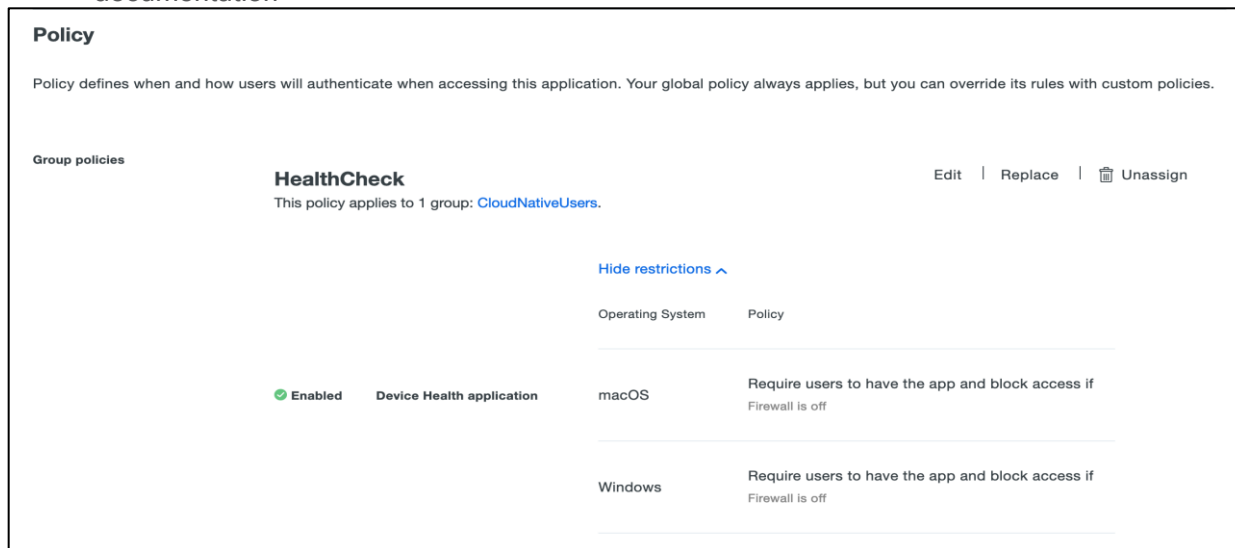 documentation
Policy
Policy defines when and how users will authenticate when accessing this application. Your global policy always applies, but you can override its rules with custom policies.
Group policies
HealthCheck
Edit | Replace | Unassign
This policy applies to 1 group: CloudNativeUsers.
Hide restrictions
Operating System Policy
Enabled Device Health application macOS Require users to have the app and block access if
Firewall is off
Windows Require users to have the app and block access if
Firewall is off